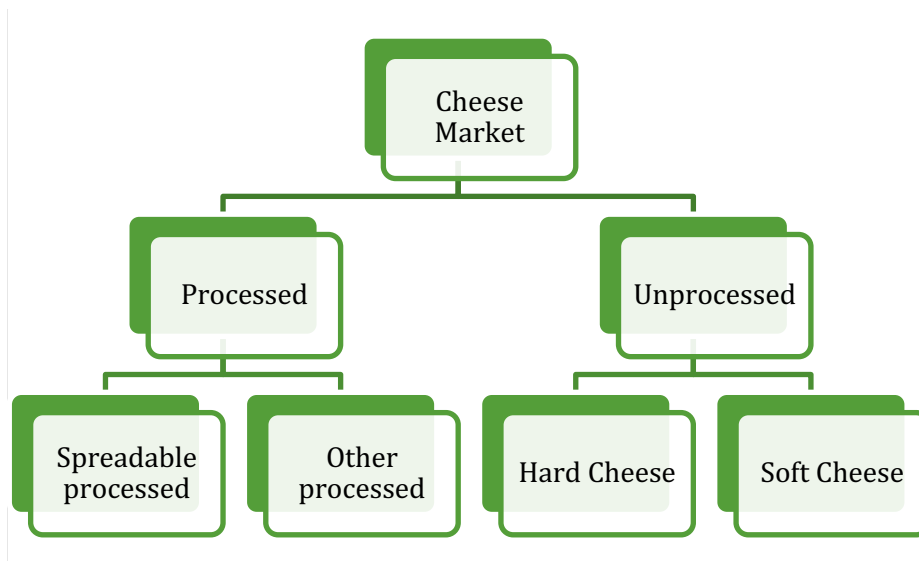 Cheese
Market
Processed
Unprocessed
Spreadable
processed
Other
processed
Hard Cheese
Soft Cheese